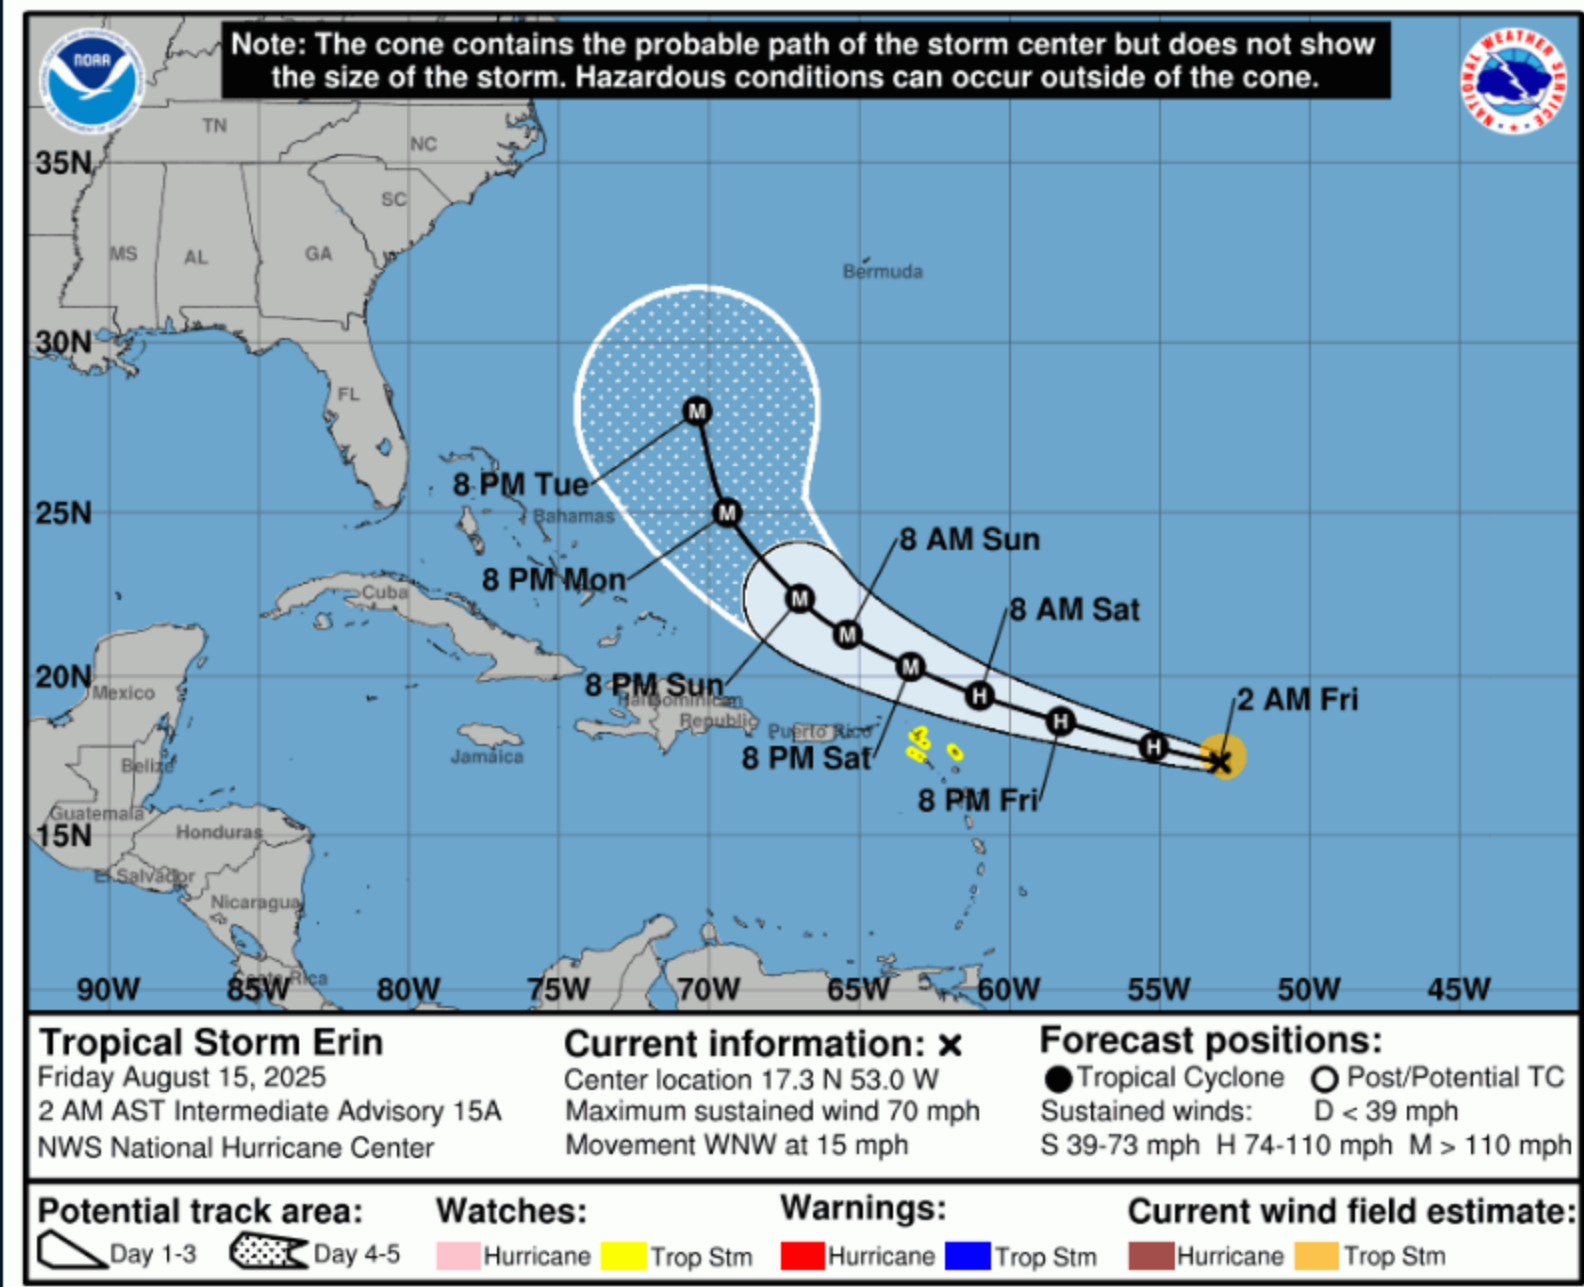 Note: The cone contains the probable path of the storm center but does not show
the size of the storm. Hazardous conditions can occur outside of the cone.
NOAA
NATIONAL WEATHER SERVICE
TN
NC
35N
SC
MS
AL
GA
Bermuda
30N
FL
8 PM Tue
25N
Bahamas
8 AM Sun
8 PM Mon
Cuba
8 AM Sat
20N
Mexico
8 PM Sun
2 AM Fri
Dominican
Republic
Puerto Rico
Jamaica
8 PM Sat
Belize
8 PM Fri
Guatemala
15N
Honduras
El Salvador
Nicaragua
Costa Rica
M
M
M
M
M
H
H
H
90W 85W 80W 75W 70W 65W 60W 55W 50W 45W
Tropical Storm Erin
Friday August 15, 2025
2 AM AST Intermediate Advisory 15A
NWS National Hurricane Center
Current information: x
Center location 17.3 N 53.0 W
Maximum sustained wind 70 mph
Movement WNW at 15 mph
Forecast positions:
Tropical Cyclone Post/Potential TC
Sustained winds: D < 39 mph
S 39-73 mph H 74-110 mph M > 110 mph
Potential track area:
Day 1-3 Day 4-5
Watches:
Hurricane Trop Stm
Warnings:
Hurricane Trop Stm
Current wind field estimate:
Hurricane Trop Stm